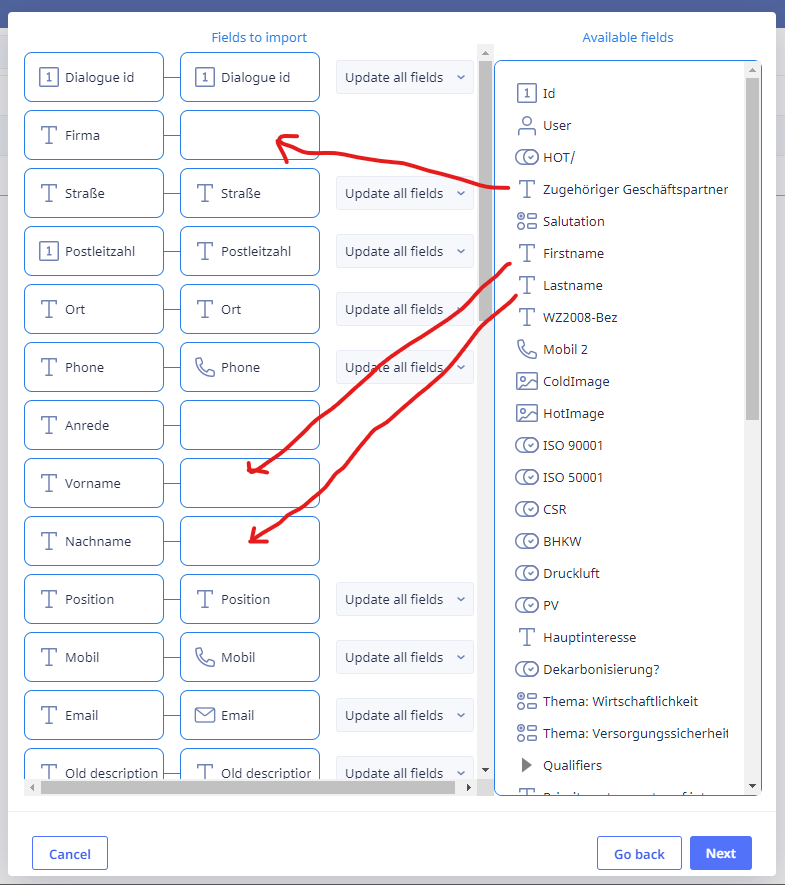 Fields to import
Available fields
Dialogue id
Dialogue id
Update all fields
Firma
Straße
Straße
Update all fields
1 Postleitzahl
Postleitzahl
Update all fields
Ort
Ort
Update all fields
Phone
Phone
Update all fields
Anrede
Vorname
Nachname
Position
Position
Update all fields
Mobil
Mobil
Update all fields
Email
Email
Update all fields
Old description
Old descriptior
Update all fields
1 Id
User
HOT/
Zugehöriger Geschäftspartner
Salutation
Firstname
Lastname
WZ2008-Bez
Mobil 2
ColdImage
HotImage
ISO 90001
ISO 50001
CSR
BHKW
Druckluft
PV
Hauptinteresse
Dekarbonisierung?
Thema: Wirtschaftlichkeit
Thema: Versorgungssicherheit
Qualifiers
Cancel
Go back
Next